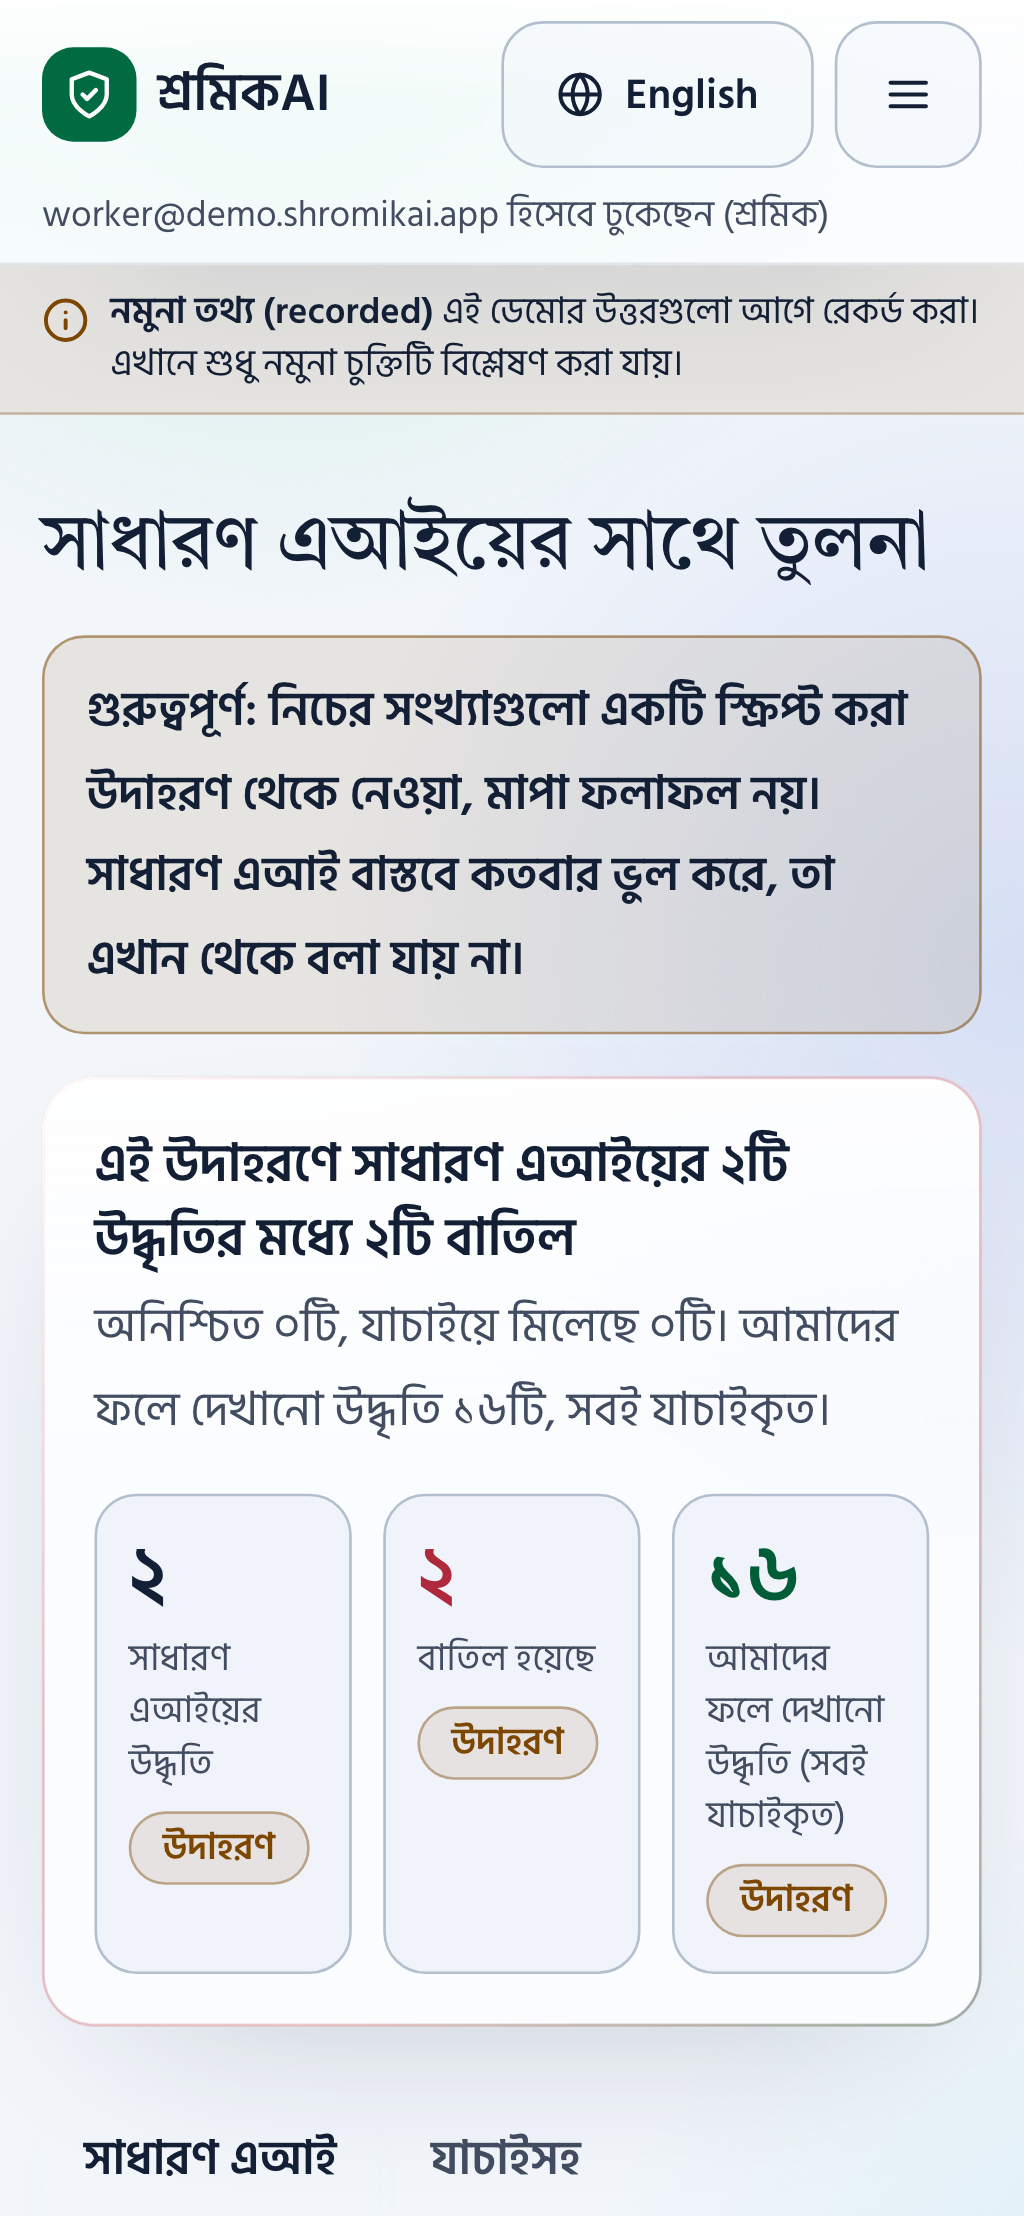 শ্রমিকAI
English
worker@demo.shromikai.app হিসেবে ঢুকেছেন (শ্রমিক)
নমুনা তথ্য (recorded) এই ডেমোর উত্তরগুলো আগে রেকর্ড করা।
এখানে শুধু নমুনা চুক্তিটি বিশ্লেষণ করা যায়।
সাধারণ এআইয়ের সাথে তুলনা
গুরুত্বপূর্ণ: নিচের সংখ্যাগুলো একটি স্ক্রিপ্ট করা
উদাহরণ থেকে নেওয়া, মাপা ফলাফল নয়।
সাধারণ এআই বাস্তবে কতবার ভুল করে, তা
এখান থেকে বলা যায় না।
এই উদাহরণে সাধারণ এআইয়ের ২টি
উদ্ধৃতির মধ্যে ২টি বাতিল
অনিশ্চিত ০টি, যাচাইয়ে মিলেছে ০টি। আমাদের
ফলে দেখানো উদ্ধৃতি ১৬টি, সবই যাচাইকৃত।
২
সাধারণ
এআইয়ের
উদ্ধৃতি
উদাহরণ
২
বাতিল হয়েছে
উদাহরণ
১৬
আমাদের
ফলে দেখানো
উদ্ধৃতি (সবই
যাচাইকৃত)
উদাহরণ
সাধারণ এআই
যাচাইসহ